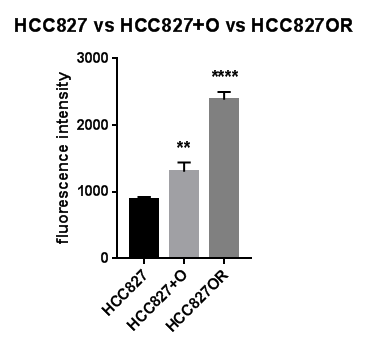 HCC827 vs HCC827+O vs HCC827OR
fluorescence intensity
3000
2000
1000
0
**
****
HCC827
HCC827+O
HCC827OR